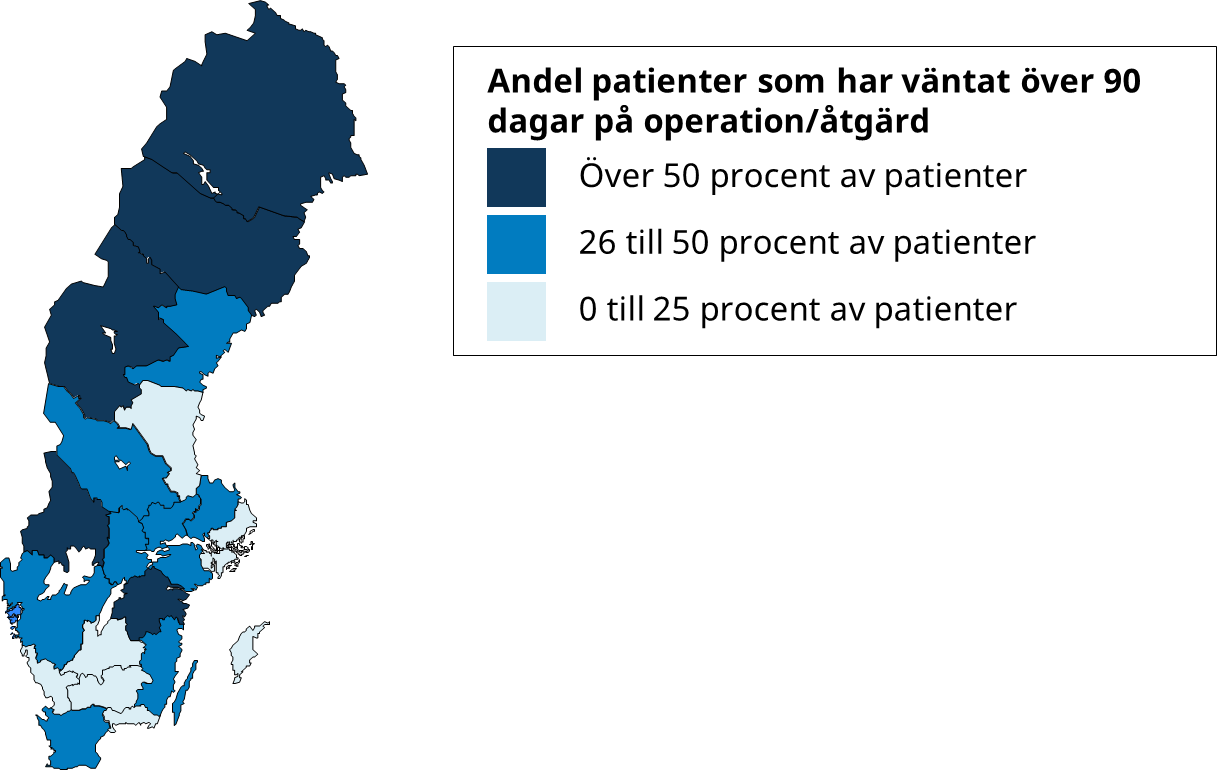 Andel patienter som har väntat över 90
dagar på operation/åtgärd
Över 50 procent av patienter
26 till 50 procent av patienter
0 till 25 procent av patienter